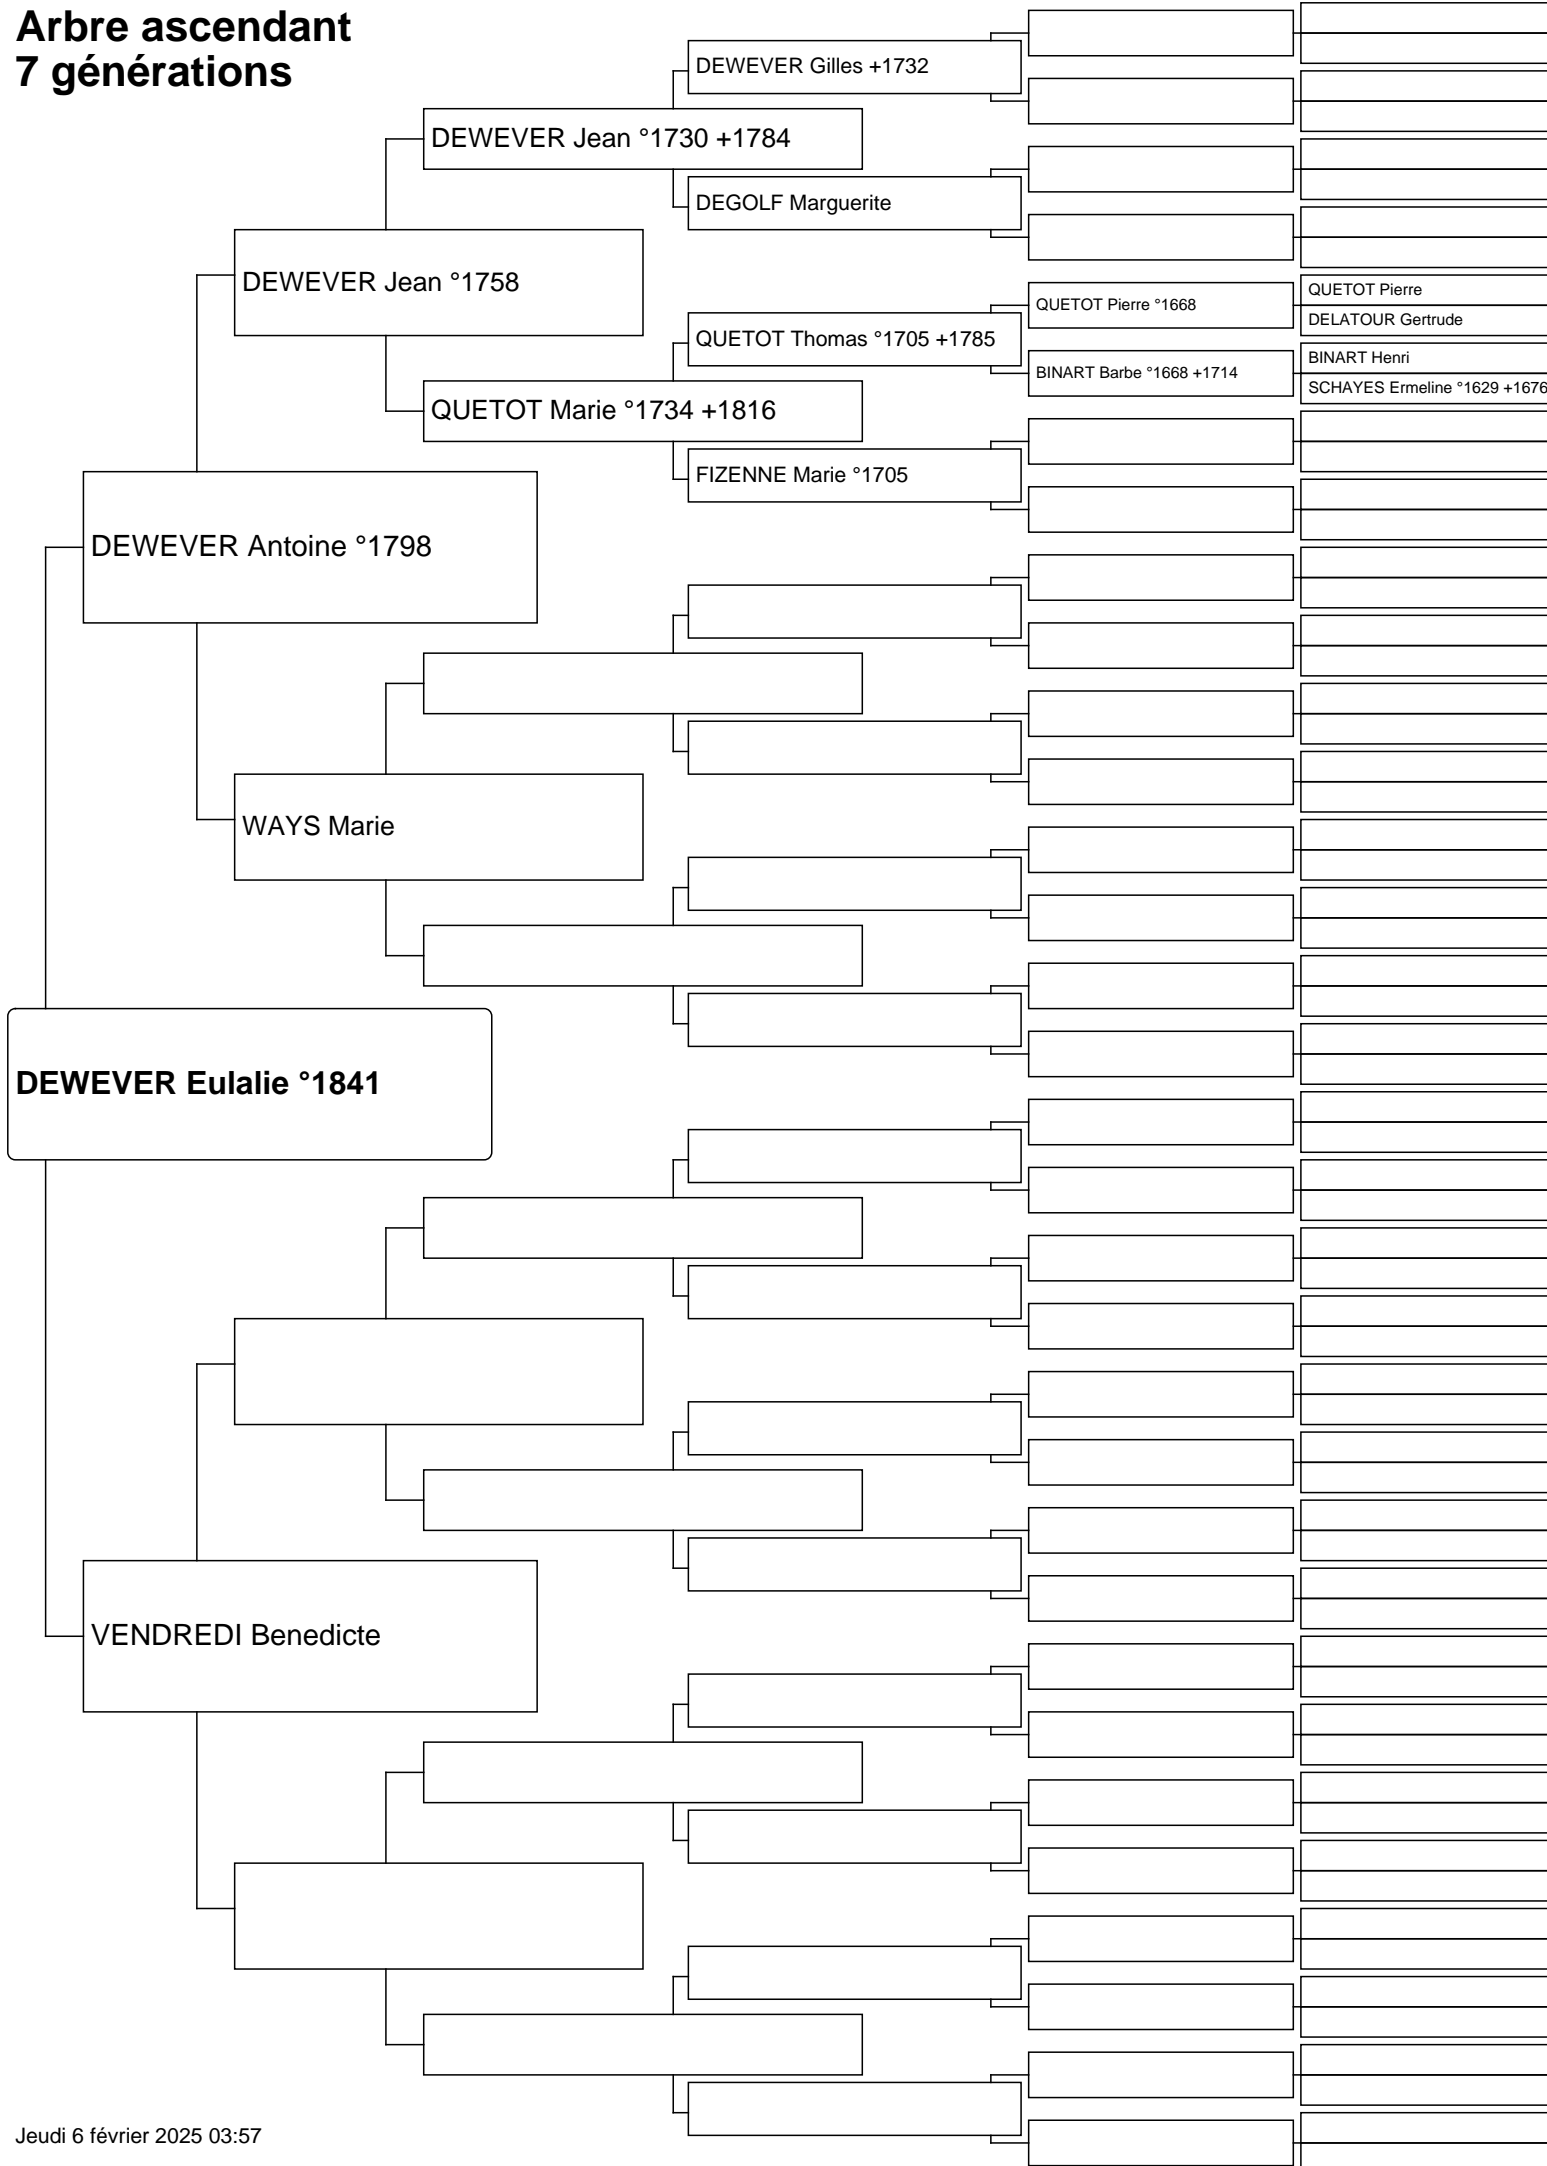 Arbre ascendant
7 générations
DEWEVER Gilles +1732
DEWEVER Jean °1730 +1784
DEGOLF Marguerite
DEWEVER Jean °1758
QUETOT Pierre
QUETOT Pierre °1668
DELATOUR Gertrude
QUETOT Thomas °1705 +1785
BINART Henri
BINART Barbe °1668 +1714
SCHAYES Ermeline °1629 +1676
QUETOT Marie °1734 +1816
FIZENNE Marie °1705
DEWEVER Antoine °1798
WAYS Marie
DEWEVER Eulalie °1841
VENDREDI Benedicte
Jeudi 6 février 2025 03:57